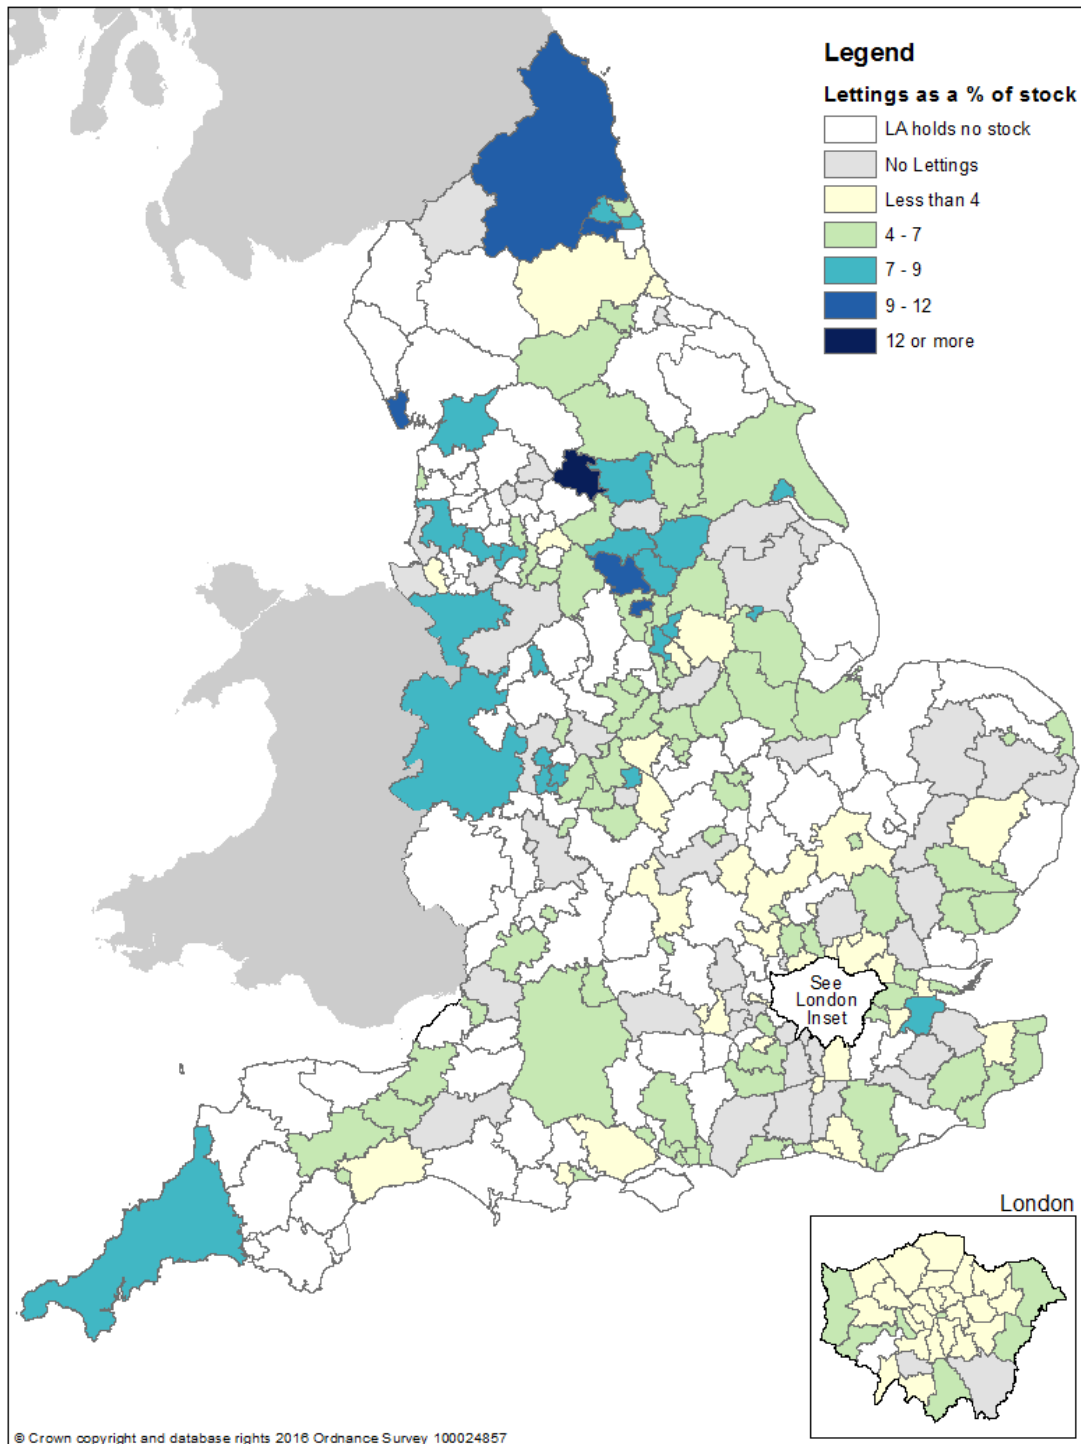 Legend
Lettings as a % of stock
LA holds no stock
No Lettings
Less than 4
4 - 7
7 - 9
9 - 12
12 or more
See
London
Inset
London
© Crown copyright and database rights 2016 Ordnance Survey 100024857